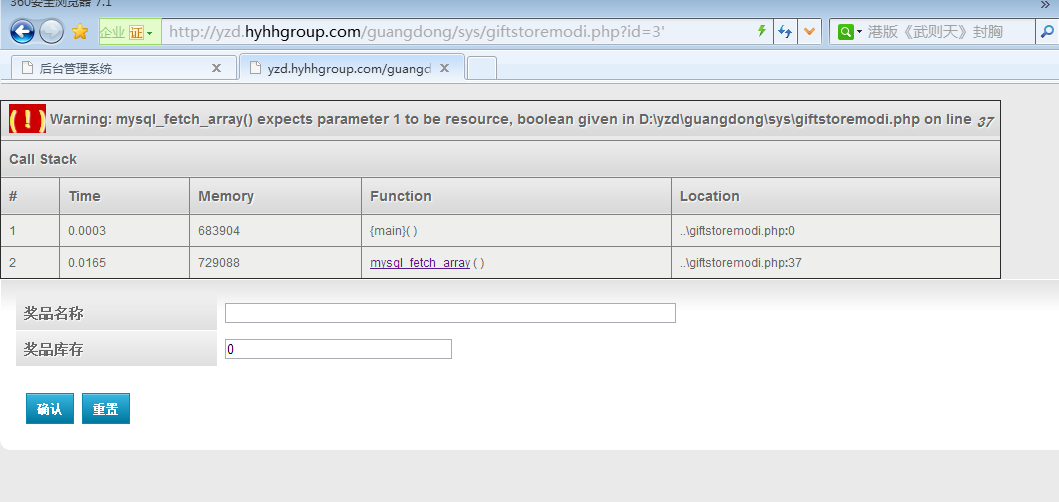 360安全浏览器 7.1
企业 证 http://yzd.hyhhgroup.com/guangdong/sys/giftstoremodi.php?id=3' 港版《武则天》封胸
后台管理系统 yzd.hyhhgroup.com/guangd
( ! ) Warning: mysql_fetch_array() expects parameter 1 to be resource, boolean given in D:\yzd\guangdong\sys\giftstoremodi.php on line 37
Call Stack
# Time Memory Function Location
1 0.0003 683904 {main}( ) ..\giftstoremodi.php:0
2 0.0165 729088 mysql_fetch_array ( ) ..\giftstoremodi.php:37
奖品名称
奖品库存 0
确认 重置